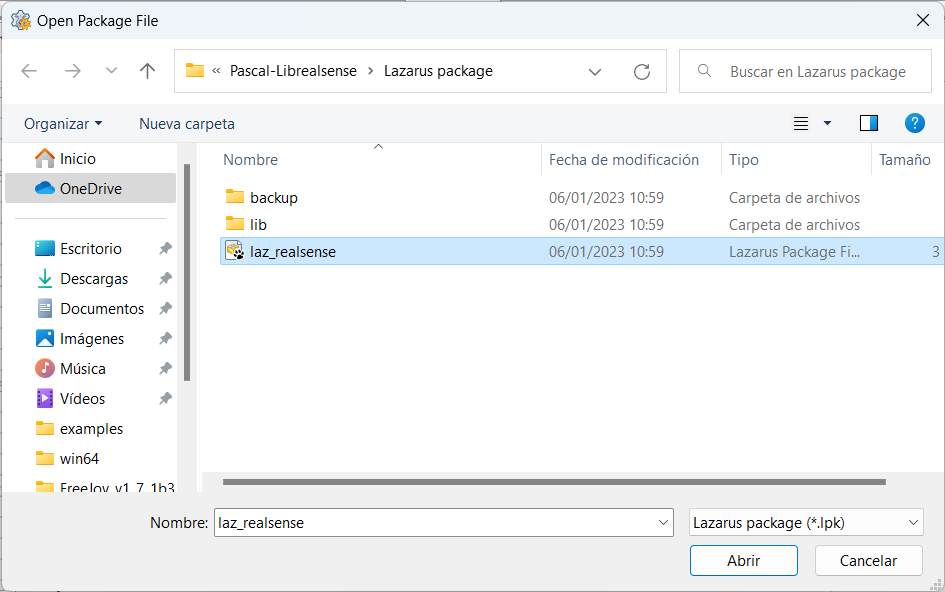 Open Package File
« Pascal-Librealsense > Lazarus package
Buscar en Lazarus package
Organizar
Nueva carpeta
?
Inicio
OneDrive
Escritorio
Descargas
Documentos
Imágenes
Música
Vídeos
examples
win64
FreeJoy_v1_7_1b3
Nombre Fecha de modificación Tipo Tamaño
backup 06/01/2023 10:59 Carpeta de archivos
lib 06/01/2023 10:59 Carpeta de archivos
laz_realsense 06/01/2023 10:59 Lazarus Package Fi... 3
Nombre: laz_realsense
Lazarus package (*.lpk)
Abrir
Cancelar